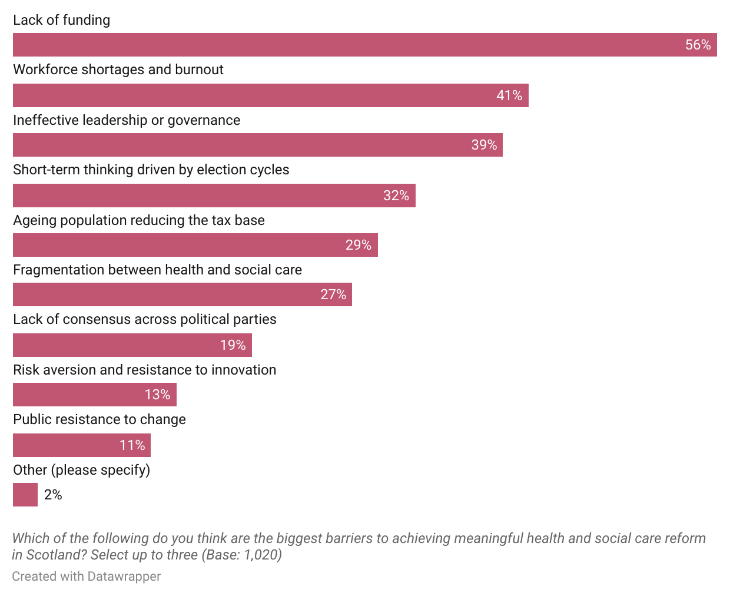 Lack of funding
56%
Workforce shortages and burnout
41%
Ineffective leadership or governance
39%
Short-term thinking driven by election cycles
32%
Ageing population reducing the tax base
29%
Fragmentation between health and social care
27%
Lack of consensus across political parties
19%
Risk aversion and resistance to innovation
13%
Public resistance to change
11%
Other (please specify)
2%
Which of the following do you think are the biggest barriers to achieving meaningful health and social care reform
in Scotland? Select up to three (Base: 1,020)
Created with Datawrapper